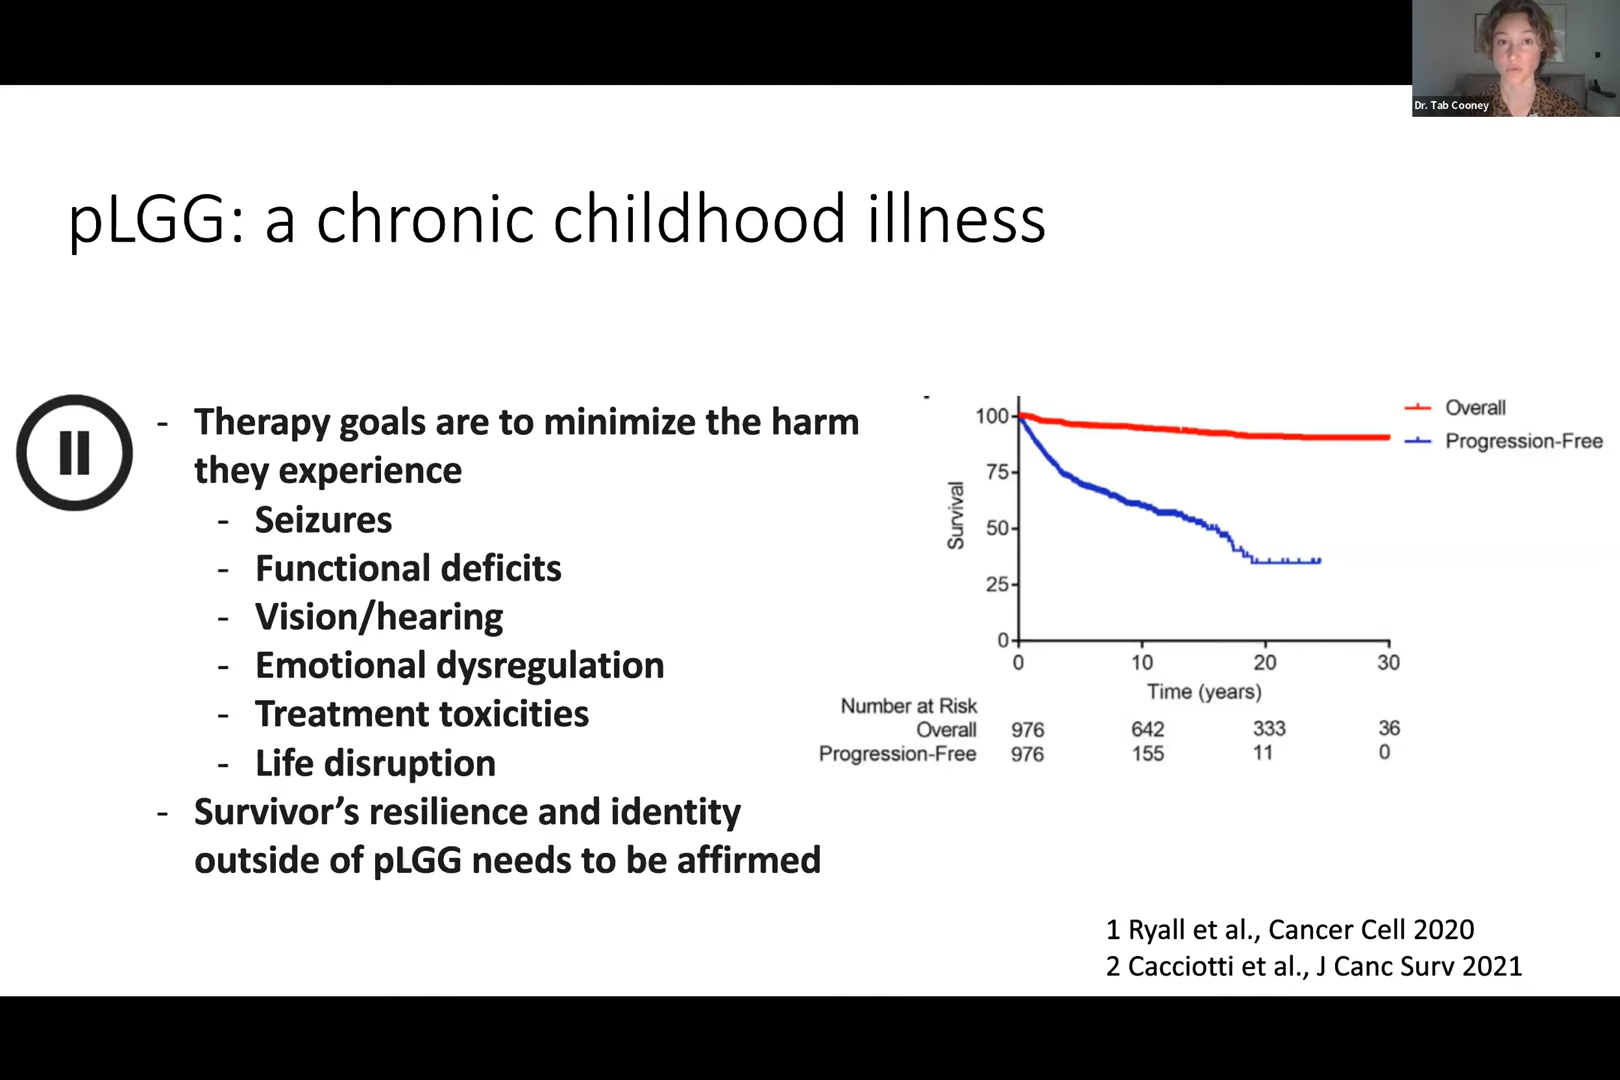 Dr. Tab Cooney
pLGG: a chronic childhood illness
- Therapy goals are to minimize the harm
they experience
- Seizures
- Functional deficits
- Vision/hearing
- Emotional dysregulation
- Treatment toxicities
- Life disruption
- Survivor’s resilience and identity
outside of pLGG needs to be affirmed
Overall
Progression-Free
Survival
100
75
50
25
0
0 10 20 30
Time (years)
Number at Risk
Overall 976 642 333 36
Progression-Free 976 155 11 0
1 Ryall et al., Cancer Cell 2020
2 Cacciotti et al., J Canc Surv 2021